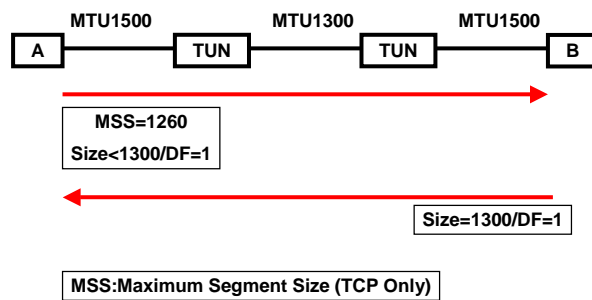 MTU1500 MTU1300 MTU1500
A TUN TUN B
MSS=1260
Size<1300/DF=1
Size=1300/DF=1
MSS:Maximum Segment Size (TCP Only)